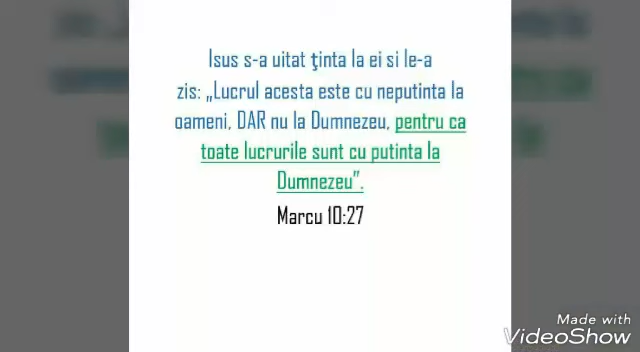 Isus s-a uitat ţinta la ei si le-a
zis: „Lucrul acesta este cu neputinta la
oameni, DAR nu la Dumnezeu, pentru ca
toate lucrurile sunt cu putinta la
Dumnezeu”.
Marcu 10:27
Made with
VideoShow